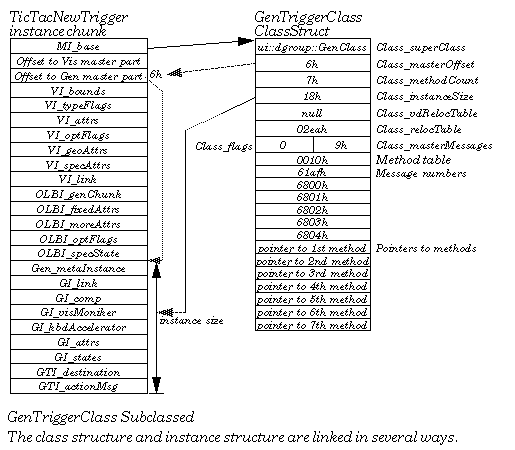 TicTacNewTrigger
instance chunk
MI_base
Offset to Vis master part
Offset to Gen master part
VI_bounds
VI_typeFlags
VI_attrs
VI_optFlags
VI_geoAttrs
VI_specAttrs
VI_link
OLBI_genChunk
OLBI_fixedAttrs
OLBI_moreAttrs
OLBI_optFlags
OLBI_specState
Gen_metaInstance
GI_link
GI_comp
GI_visMoniker
GI_kbdAccelerator
GI_attrs
GI_states
GTI_destination
GTI_actionMsg
6h
instance size
GenTriggerClass
ClassStruct
ui::dgroup::GenClass Class_superClass
6h Class_masterOffset
7h Class_methodCount
18h Class_instanceSize
null Class_vdRelocTable
02eah Class_relocTable
Class_flags 0 9h Class_masterMessages
0010h Method table
61afh Message numbers
6800h
6801h
6802h
6803h
6804h
pointer to 1st method Pointers to methods
pointer to 2nd method
pointer to 3rd method
pointer to 4th method
pointer to 5th method
pointer to 6th method
pointer to 7th method
GenTriggerClass Subclassed
The class structure and instance structure are linked in several ways.